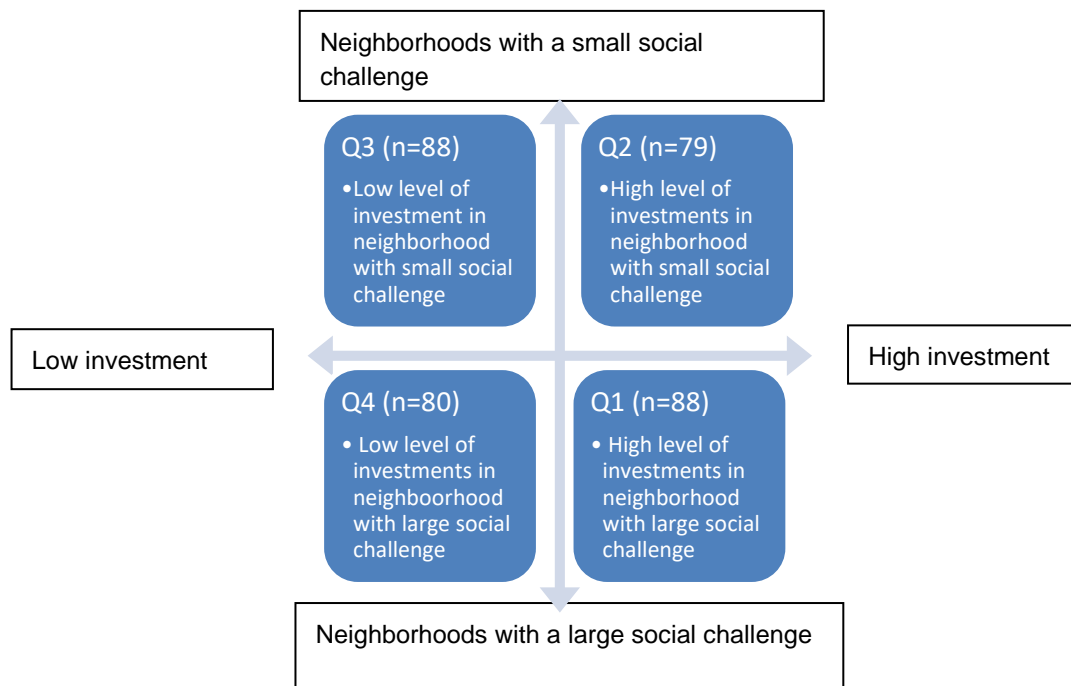 Neighborhoods with a small social
challenge
Q3 (n=88)
•Low level of
investment in
neighborhood
with small social
challenge
Q2 (n=79)
•High level of
investments in
neighborhood
with small social
challenge
Low investment
High investment
Q4 (n=80)
• Low level of
investments in
neighboorhood
with large social
challenge
Q1 (n=88)
• High level of
investments in
neighborhood
with large social
challenge
Neighborhoods with a large social challenge